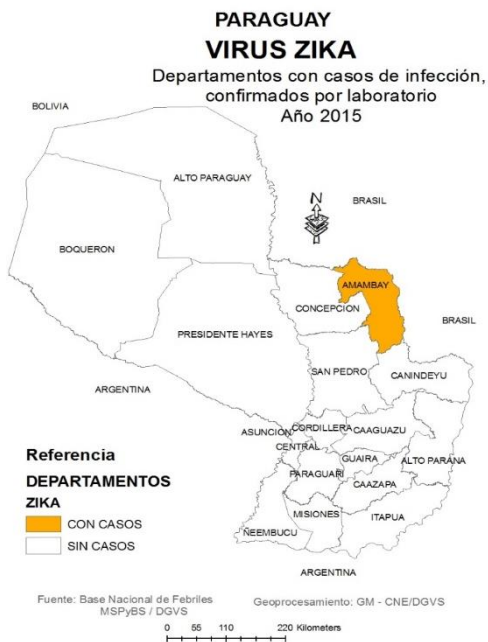 PARAGUAY
VIRUS ZIKA
Departamentos con casos de infección,
confirmados por laboratorio
Año 2015
BOLIVIA
ALTO PARAGUAY
N
BRASIL
BOQUERON
AMAMBAY
CONCEPCION
BRASIL
PRESIDENTE HAYES
SAN PEDRO
CANINDEYU
ARGENTINA
ASUNCION
CORDILLERA
CAAGUAZU
CENTRAL
GUAIRA
ALTO PARANA
PARAGUARI
CAAZAPA
MISIONES
ITAPUA
ÑEEMBUCU
ARGENTINA
Referencia
DEPARTAMENTOS
ZIKA
CON CASOS
SIN CASOS
Fuente: Base Nacional de Febriles
MSPyBS / DGVS
Geoprocesamiento: GM - CNE/DGVS
0 55 110 220 Kilometers